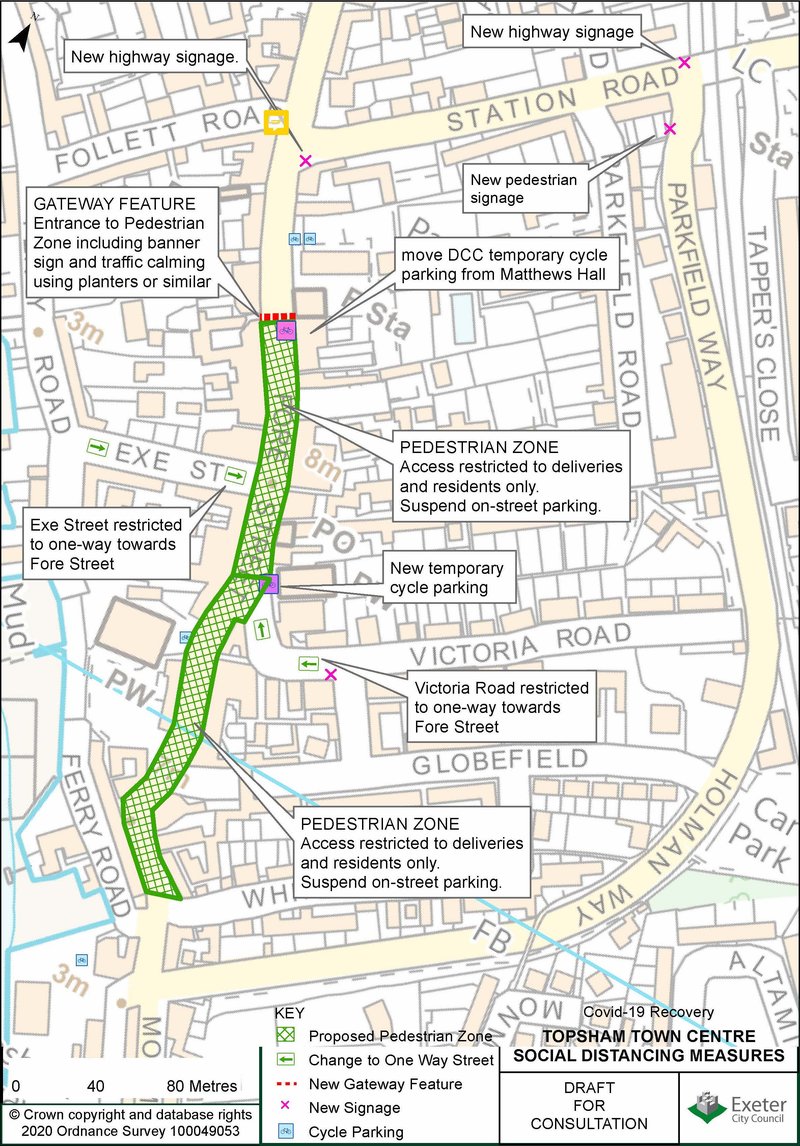 N
New highway signage.
New highway signage
LC
STATION ROAD
FOLLETT ROA
Sta
New pedestrian
signage
GATEWAY FEATURE
Entrance to Pedestrian
Zone including banner
sign and traffic calming
using planters or similar
move DCC temporary cycle
parking from Matthews Hall
PARKFIELD WAY
TAPPER'S CLOSE
ARKFIELD ROAD
F Sta
3m
ROAD
EXE ST
8m
PEDESTRIAN ZONE
Access restricted to deliveries
and residents only.
Suspend on-street parking.
Exe Street restricted
to one-way towards
Fore Street
PO
New temporary
cycle parking
Mud
VICTORIA ROAD
PW
Victoria Road restricted
to one-way towards
Fore Street
GLOBEFIELD
FERRY ROAD
HOLMAN WAY
Car
Park
PEDESTRIAN ZONE
Access restricted to deliveries
and residents only.
Suspend on-street parking.
WH
FB
3m
ALTAM
MONM
MO
KEY
Proposed Pedestrian Zone
Change to One Way Street
New Gateway Feature
New Signage
Cycle Parking
Covid-19 Recovery
TOPSHAM TOWN CENTRE
SOCIAL DISTANCING MEASURES
DRAFT
FOR
CONSULTATION
Exeter
City Council
0 40 80 Metres
© Crown copyright and database rights
2020 Ordnance Survey 100049053